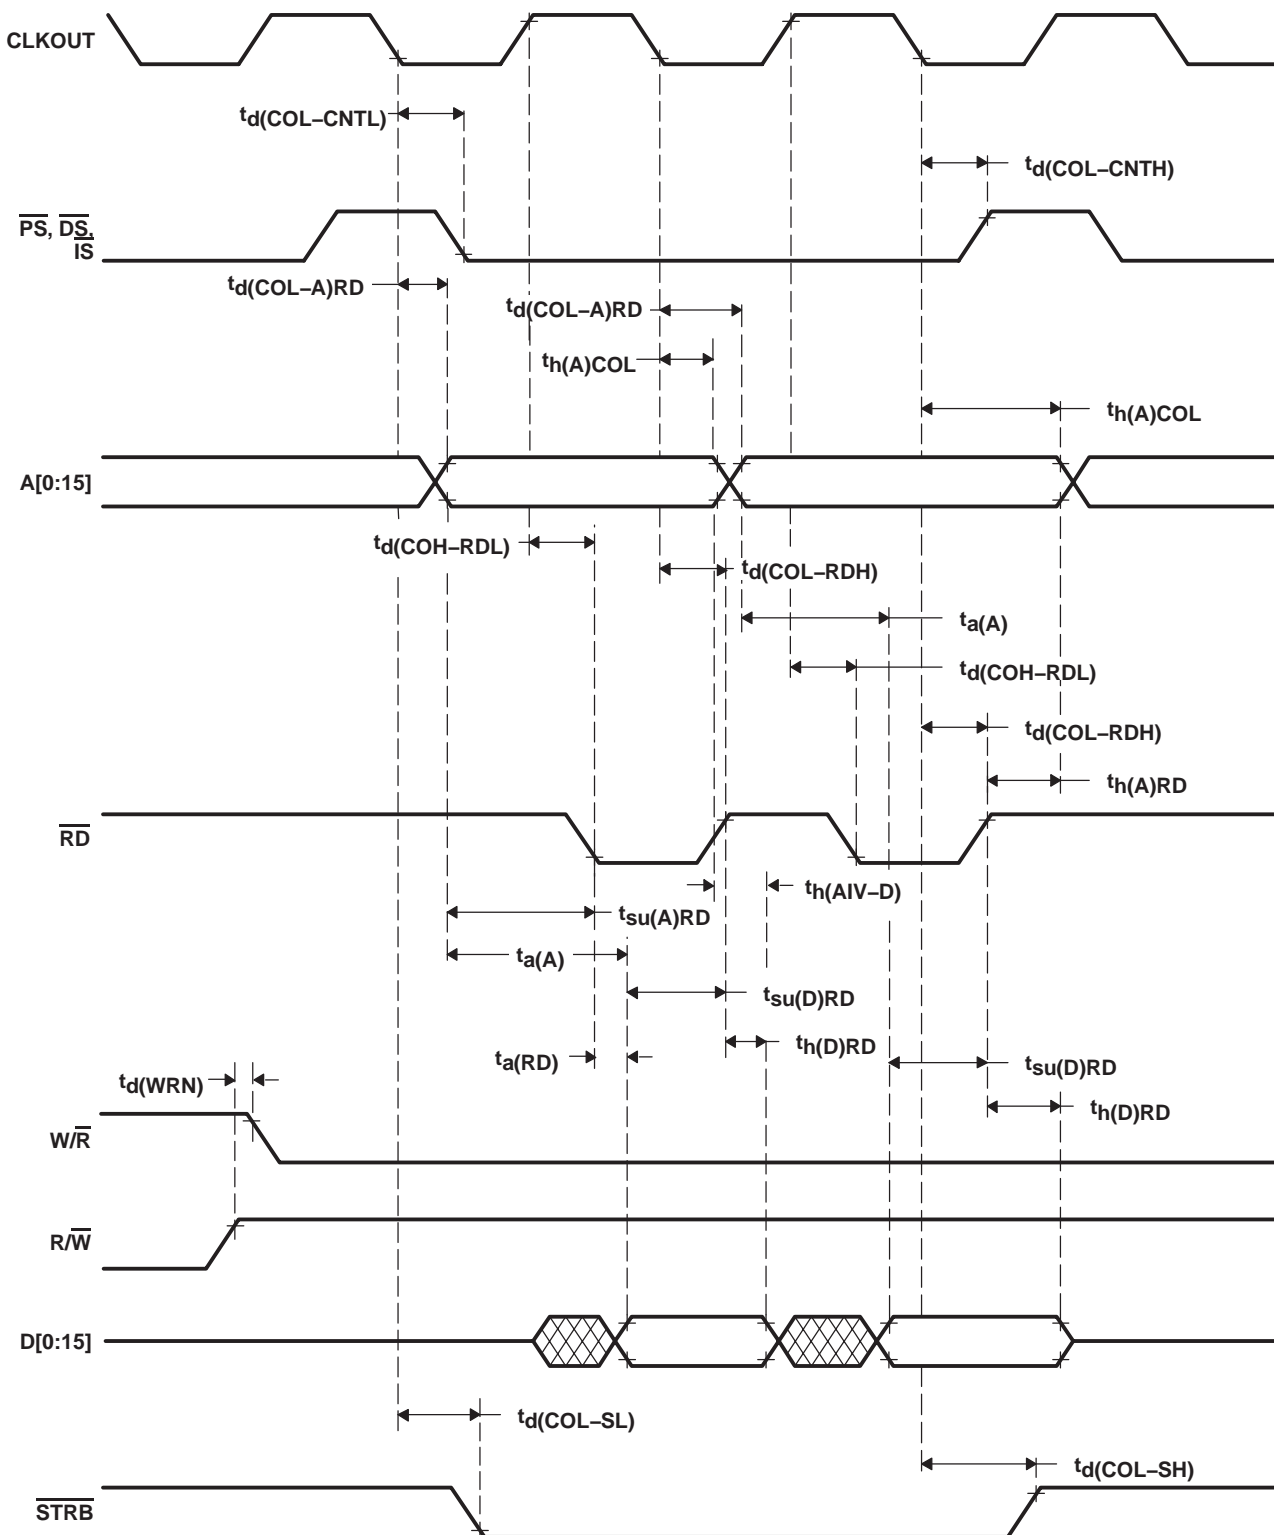 CLKOUT
td(COL–CNTL)
td(COL–CNTH)
PS, DS,
IS
td(COL–A)RD
td(COL–A)RD
th(A)COL
th(A)COL
A[0:15]
td(COH–RDL)
td(COL–RDH)
ta(A)
td(COH–RDL)
td(COL–RDH)
th(A)RD
RD
th(AIV–D)
tsu(A)RD
ta(A)
tsu(D)RD
th(D)RD
ta(RD)
tsu(D)RD
td(WRN)
th(D)RD
W/R
R/W
D[0:15]
td(COL–SL)
td(COL–SH)
STRB